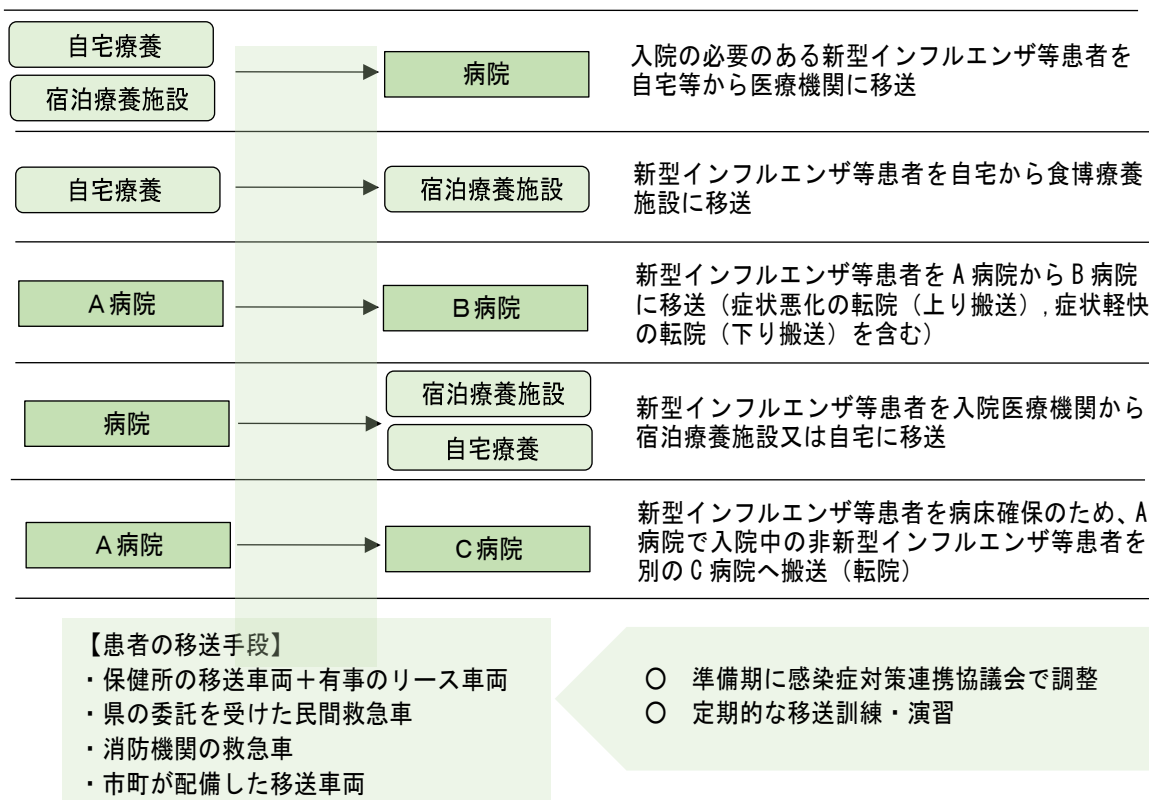 自宅療養
宿泊療養施設
病院
入院の必要のある新型インフルエンザ等患者を
自宅等から医療機関に移送
自宅療養
宿泊療養施設
新型インフルエンザ等患者を自宅から食博療養
施設に移送
A病院
B病院
新型インフルエンザ等患者をA病院からB病院
に移送（症状悪化の転院（上り搬送）,症状軽快
の転院（下り搬送）を含む）
病院
宿泊療養施設
自宅療養
新型インフルエンザ等患者を入院医療機関から
宿泊療養施設又は自宅に移送
A病院
C病院
新型インフルエンザ等患者を病床確保のため、A
病院で入院中の非新型インフルエンザ等患者を
別のC病院へ搬送（転院）
【患者の移送手段】
・保健所の移送車両＋有事のリース車両
・県の委託を受けた民間救急車
・消防機関の救急車
・市町が配備した移送車両
〇 準備期に感染症対策連携協議会で調整
〇 定期的な移送訓練・演習